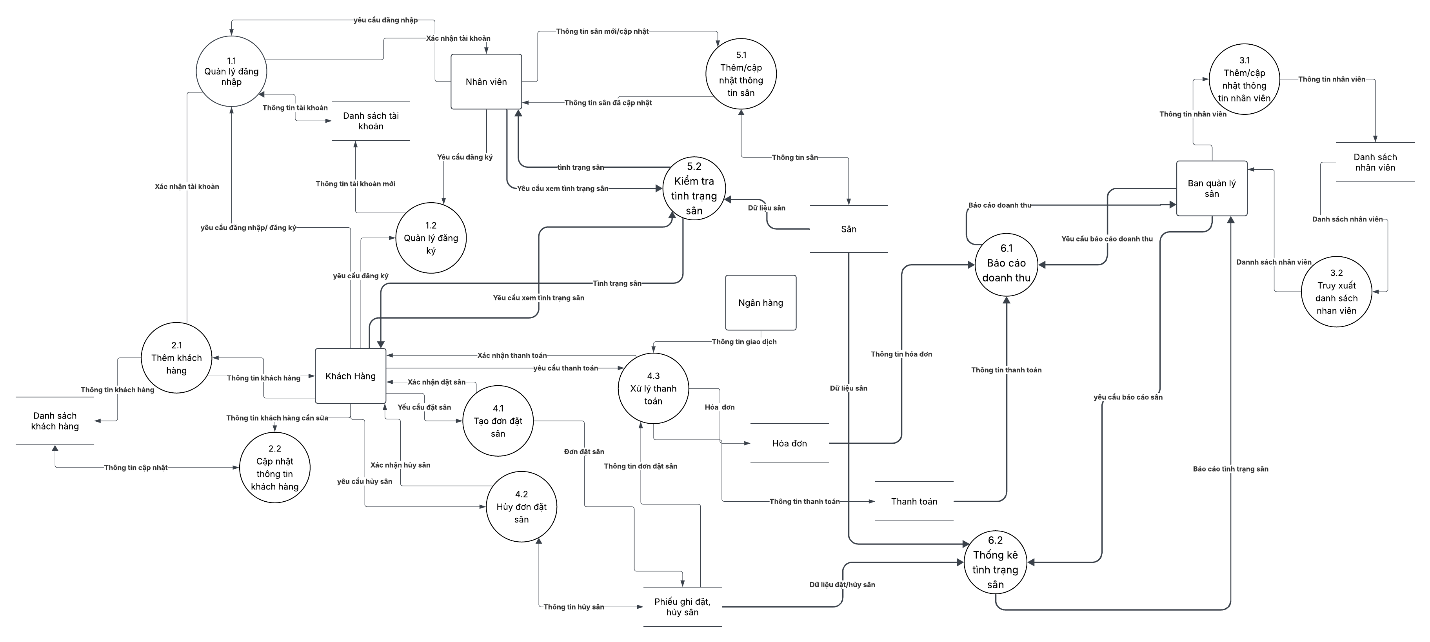 yêu cầu đăng nhập
Xác nhận tài khoản
Thông tin sân mới/cập nhật
1.1
Quản lý đăng
nhập
Nhân viên
5.1
Thêm/cập
nhật thông
tin sân
3.1
Thêm/cập
nhật thông
tin nhân viên
Thông tin nhân viên
Thông tin tài khoản
Thông tin sân đã cập nhật
Thông tin nhân viên
Danh sách tài
khoản
Yêu cầu đăng ký
Thông tin sân
Danh sách
nhân viên
tình trạng sân
5.2
Kiểm tra
tình trạng
sân
Xác nhận tài khoản
Thông tin tài khoản mới
Yêu cầu xem tình trạng sân
Ban quản lý
sân
Dữ liệu sân
Báo cáo doanh thu
Danh sách nhân viên
yêu cầu đăng nhập/ đăng ký
1.2
Quản lý đăng
ký
Sân
Yêu cầu báo cáo doanh thu
6.1
Báo cáo
doanh thu
Dannh sách nhân viên
yêu cầu đăng ký
Tình trạng sân
Yêu cầu xem tình trạng sân
Ngân hàng
3.2
Truy xuất
danh sách
nhan viên
2.1
Thêm khách
hàng
Thông tin giao dịch
Xác nhận thanh toán
yêu cầu thanh toán
Thông tin hóa đơn
Thông tin thanh toán
Thông tin khách hàng
Khách Hàng
Xác nhận đặt sân
4.3
Xử lý thanh
toán
Thông tin khách hàng
Dữ liệu sân
yêu cầu báo cáo sân
Danh sách
khách hàng
Thông tin khách hàng cần sửa
Yêu cầu đặt sân
4.1
Tạo đơn đặt
sân
Hóa đơn
Hóa đơn
2.2
Cập nhật
thông tin
khách hàng
Thông tin cập nhật
Xác nhận hủy sân
yêu cầu hủy sân
Đơn đặt sân
Thông tin đơn đặt sân
Báo cáo tình trạng sân
4.2
Hủy đơn đặt
sân
Thông tin thanh toán
Thanh toán
6.2
Thống kê
tình trạng
sân
Dữ liệu đặt/hủy sân
Thông tin hủy sân
Phiếu ghi đặt,
hủy sân